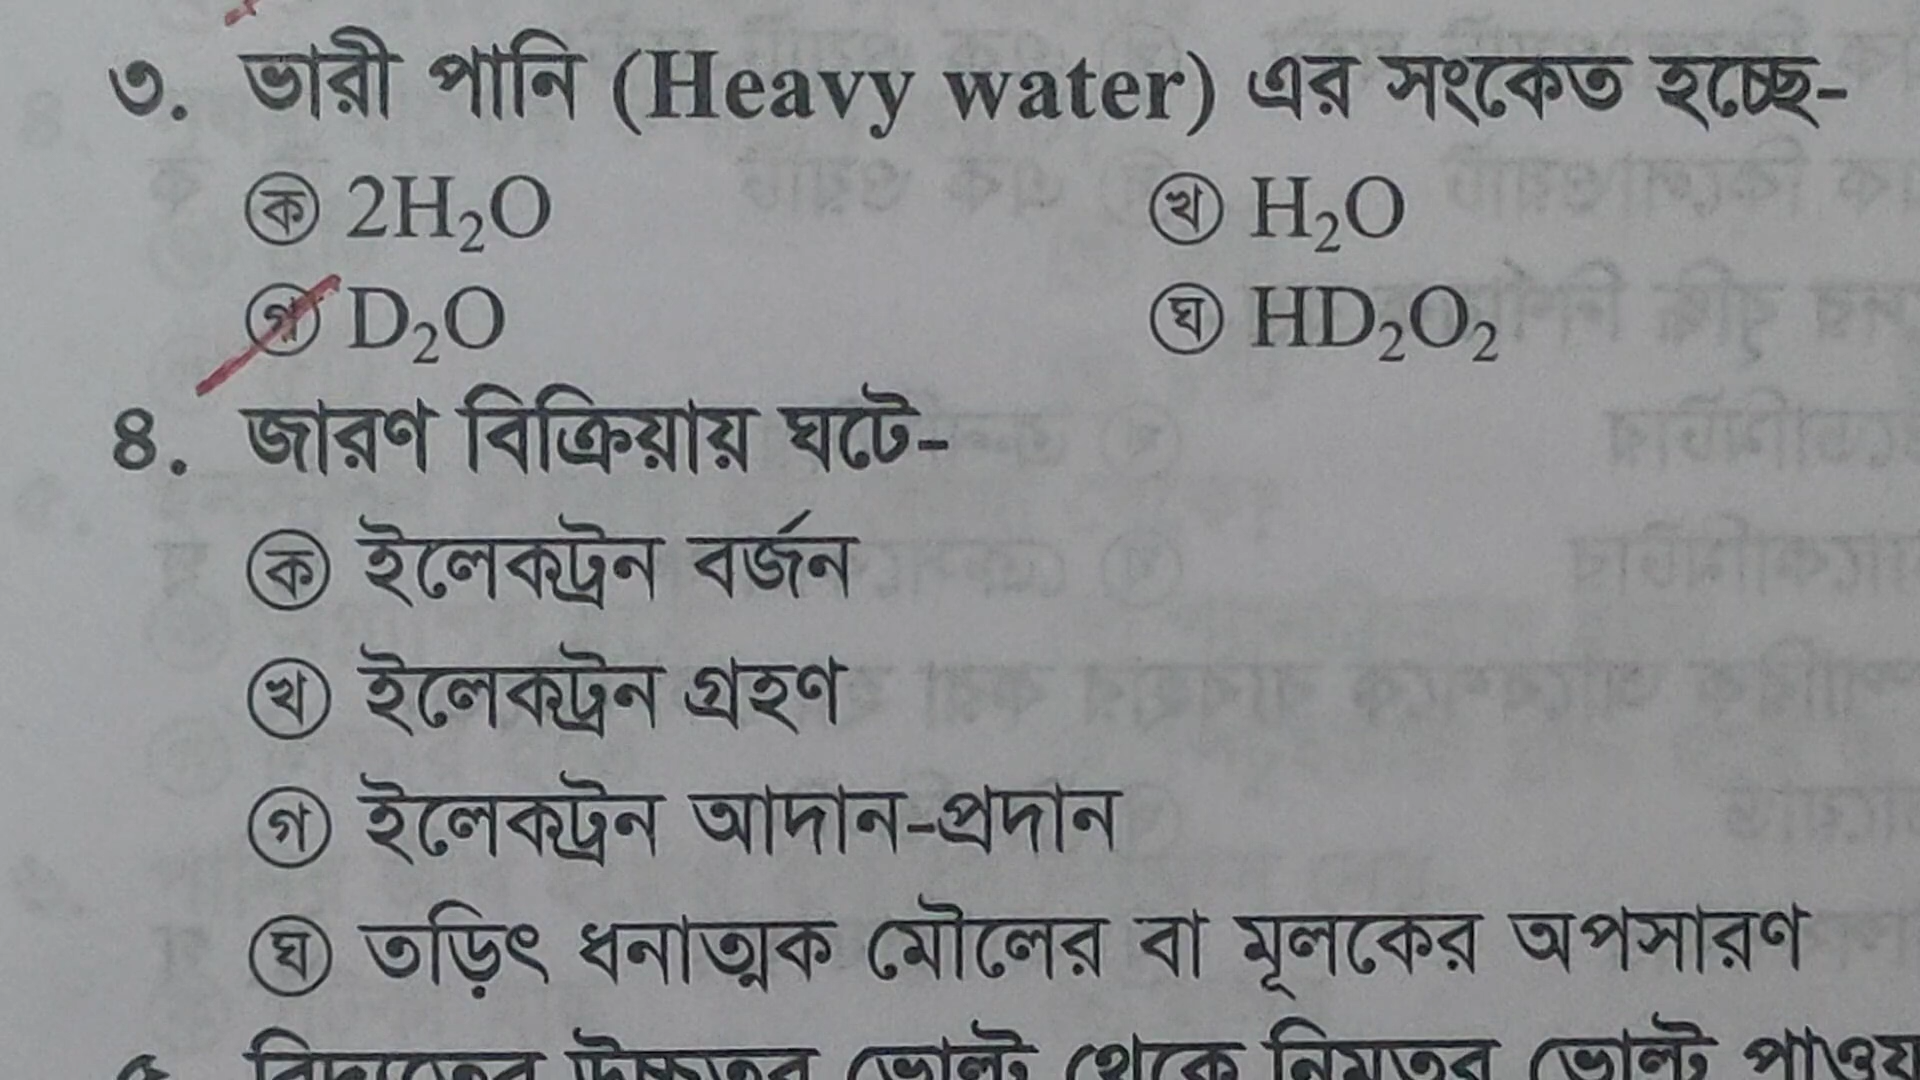 ৩. ভারী পানি (Heavy water) এর সংকেত হচ্ছে-
ক 2H₂O খ H₂O
গ D₂O ঘ HD₂O₂
৪. জারণ বিক্রিয়ায় ঘটে-
ক ইলেকট্রন বর্জন
খ ইলেকট্রন গ্রহণ
গ ইলেকট্রন আদান-প্রদান
ঘ তড়িৎ ধনাত্মক মৌলের বা মূলকের অপসারণ
ভোল্ট থেকে নিম্নতর ভোল্ট